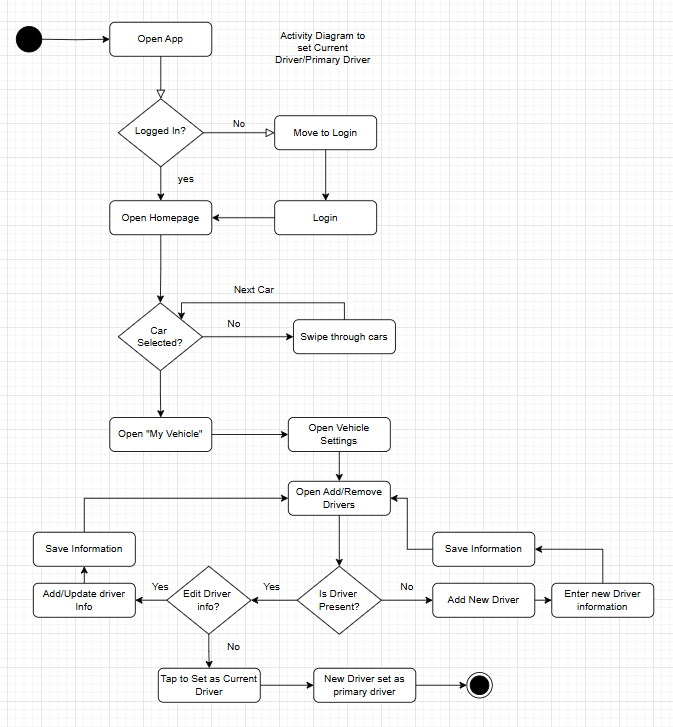 Open App
Activity Diagram to
set Current
Driver/Primary Driver
Logged In?
No
Move to Login
yes
Open Homepage
Login
Next Car
Car
Selected?
No
Swipe through cars
Open "My Vehicle"
Open Vehicle
Settings
Open Add/Remove
Drivers
Save Information
Save Information
Add/Update driver
Info
Yes
Edit Driver
info?
Yes
Is Driver
Present?
No
Add New Driver
Enter new Driver
information
No
Tap to Set as Current
Driver
New Driver set as
primary driver